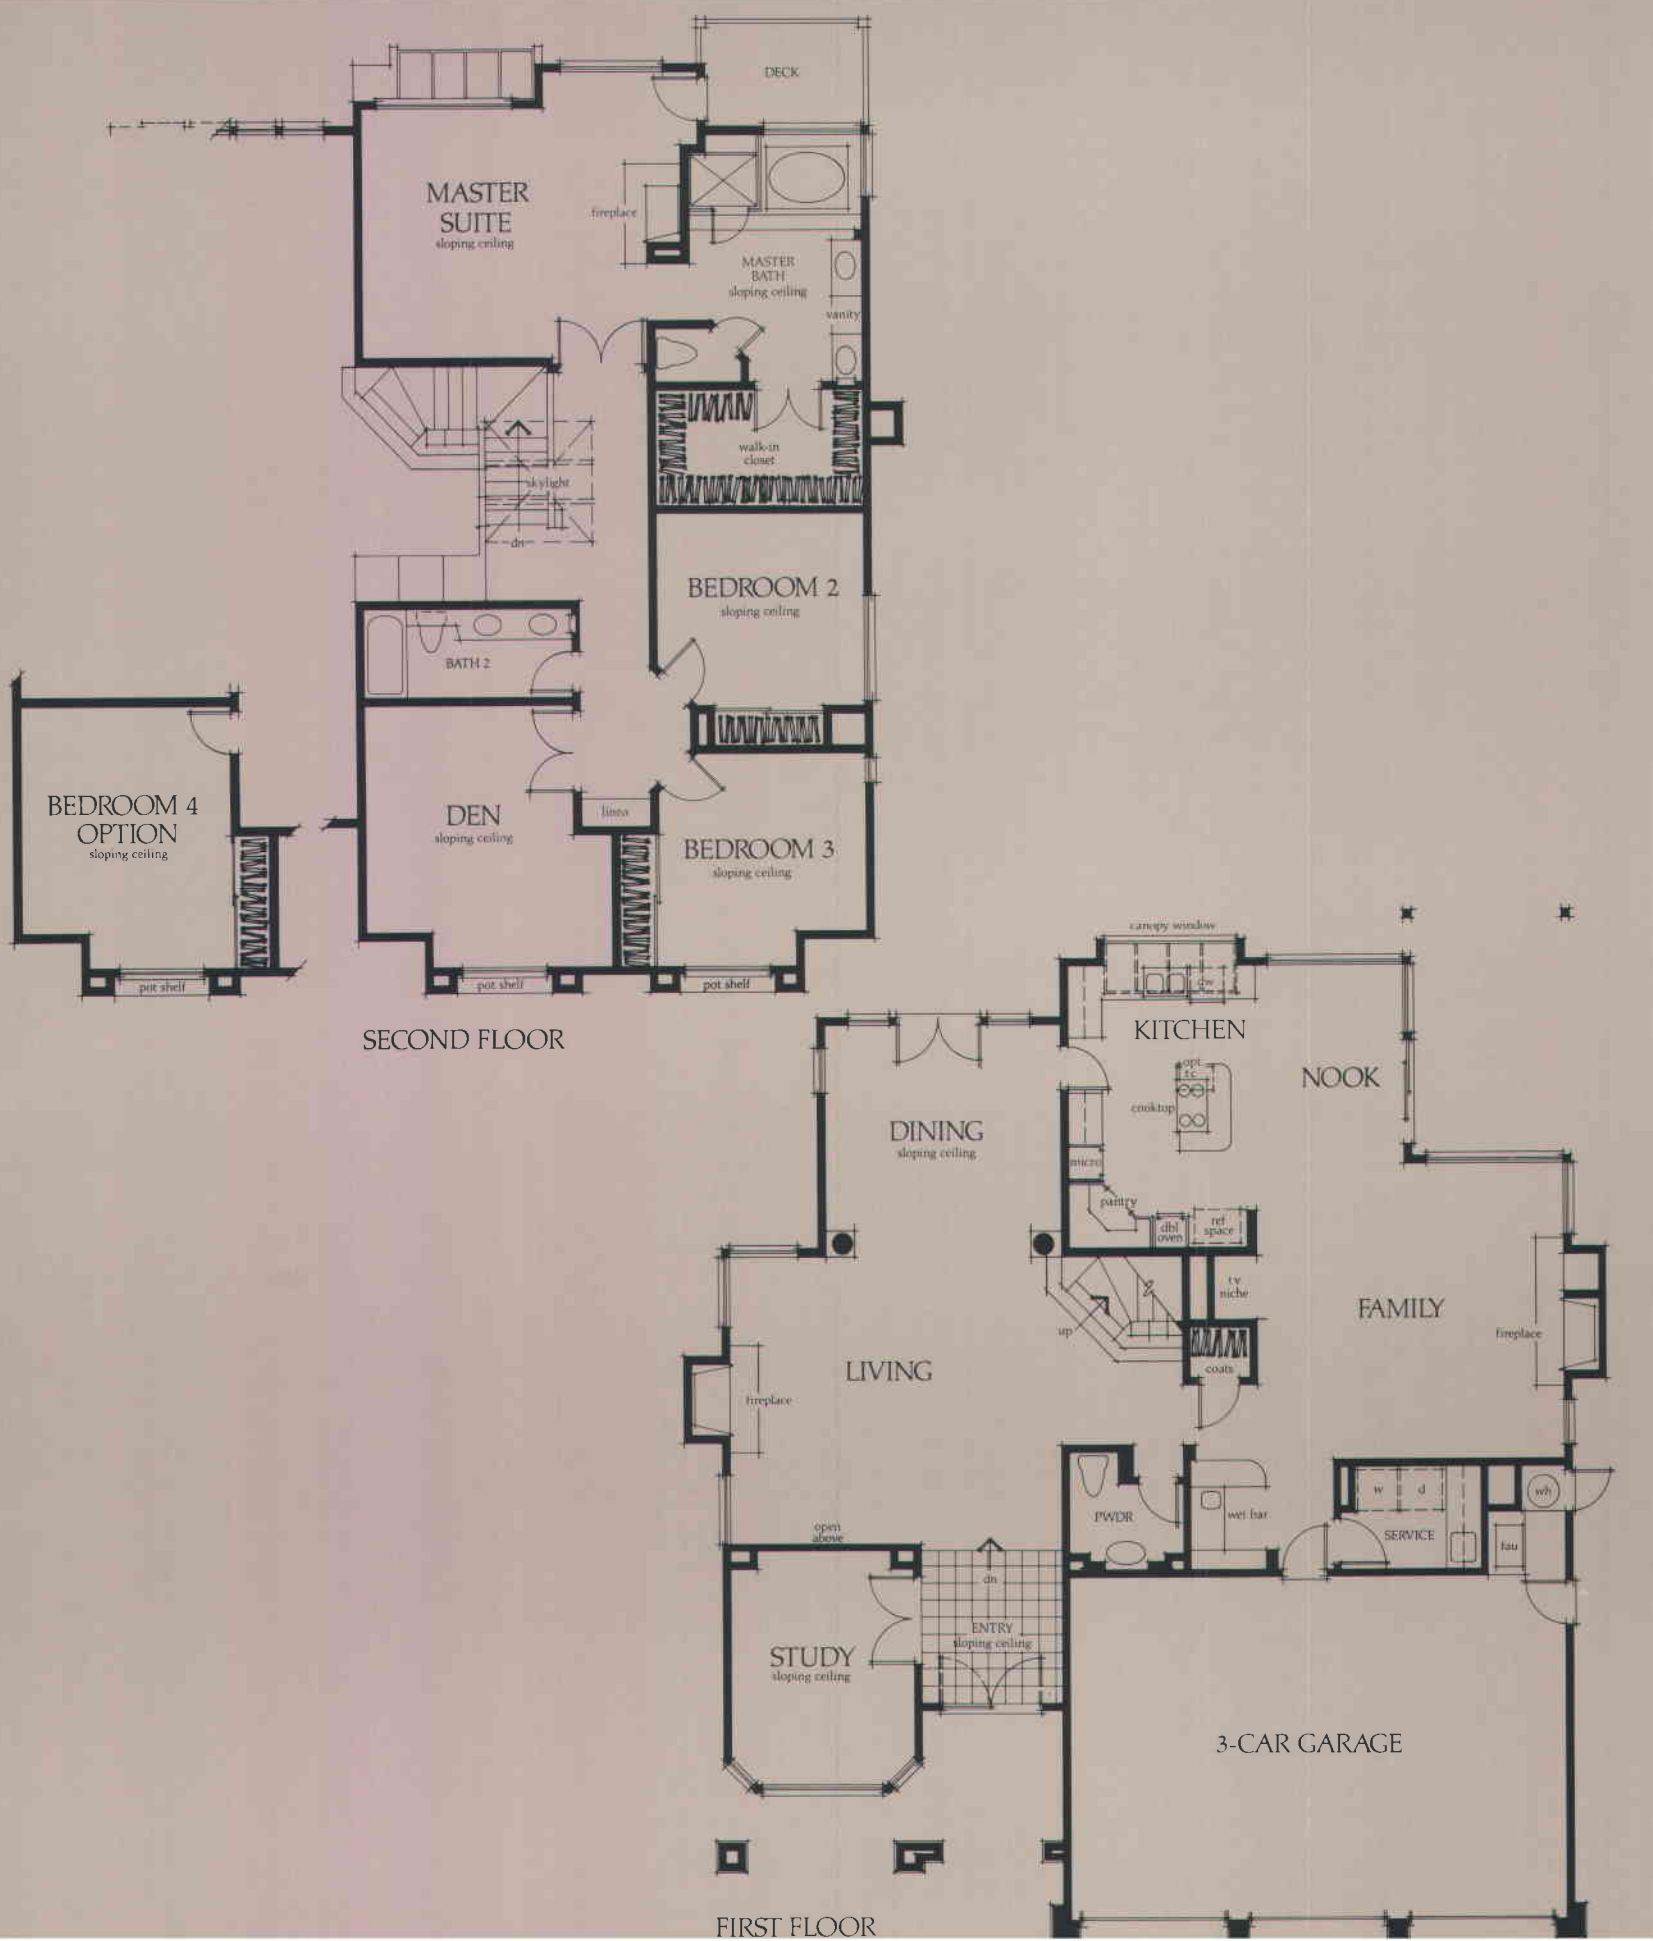 DECK
MASTER
SUITE
sloping ceiling
fireplace
MASTER
BATH
sloping ceiling
vanity
walk-in
closet
skylight
dn
BEDROOM 2
sloping ceiling
BATH 2
BEDROOM 4
OPTION
sloping ceiling
pot shelf
DEN
sloping ceiling
linen
BEDROOM 3
sloping ceiling
pot shelf
pot shelf
SECOND FLOOR
canopy window
dw
KITCHEN
NOOK
opt
tc
cooktop
DINING
sloping ceiling
micro
pantry
dbl
oven
ref
space
tv
niche
FAMILY
fireplace
up
coats
LIVING
fireplace
open
above
PWDR
wet bar
w
d
SERVICE
wh
fau
dn
ENTRY
sloping ceiling
STUDY
sloping ceiling
3-CAR GARAGE
FIRST FLOOR